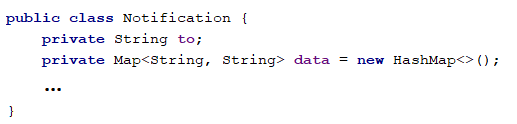 public class Notification {
    private String to;
    private Map<String, String> data = new HashMap<>();
    ...
}